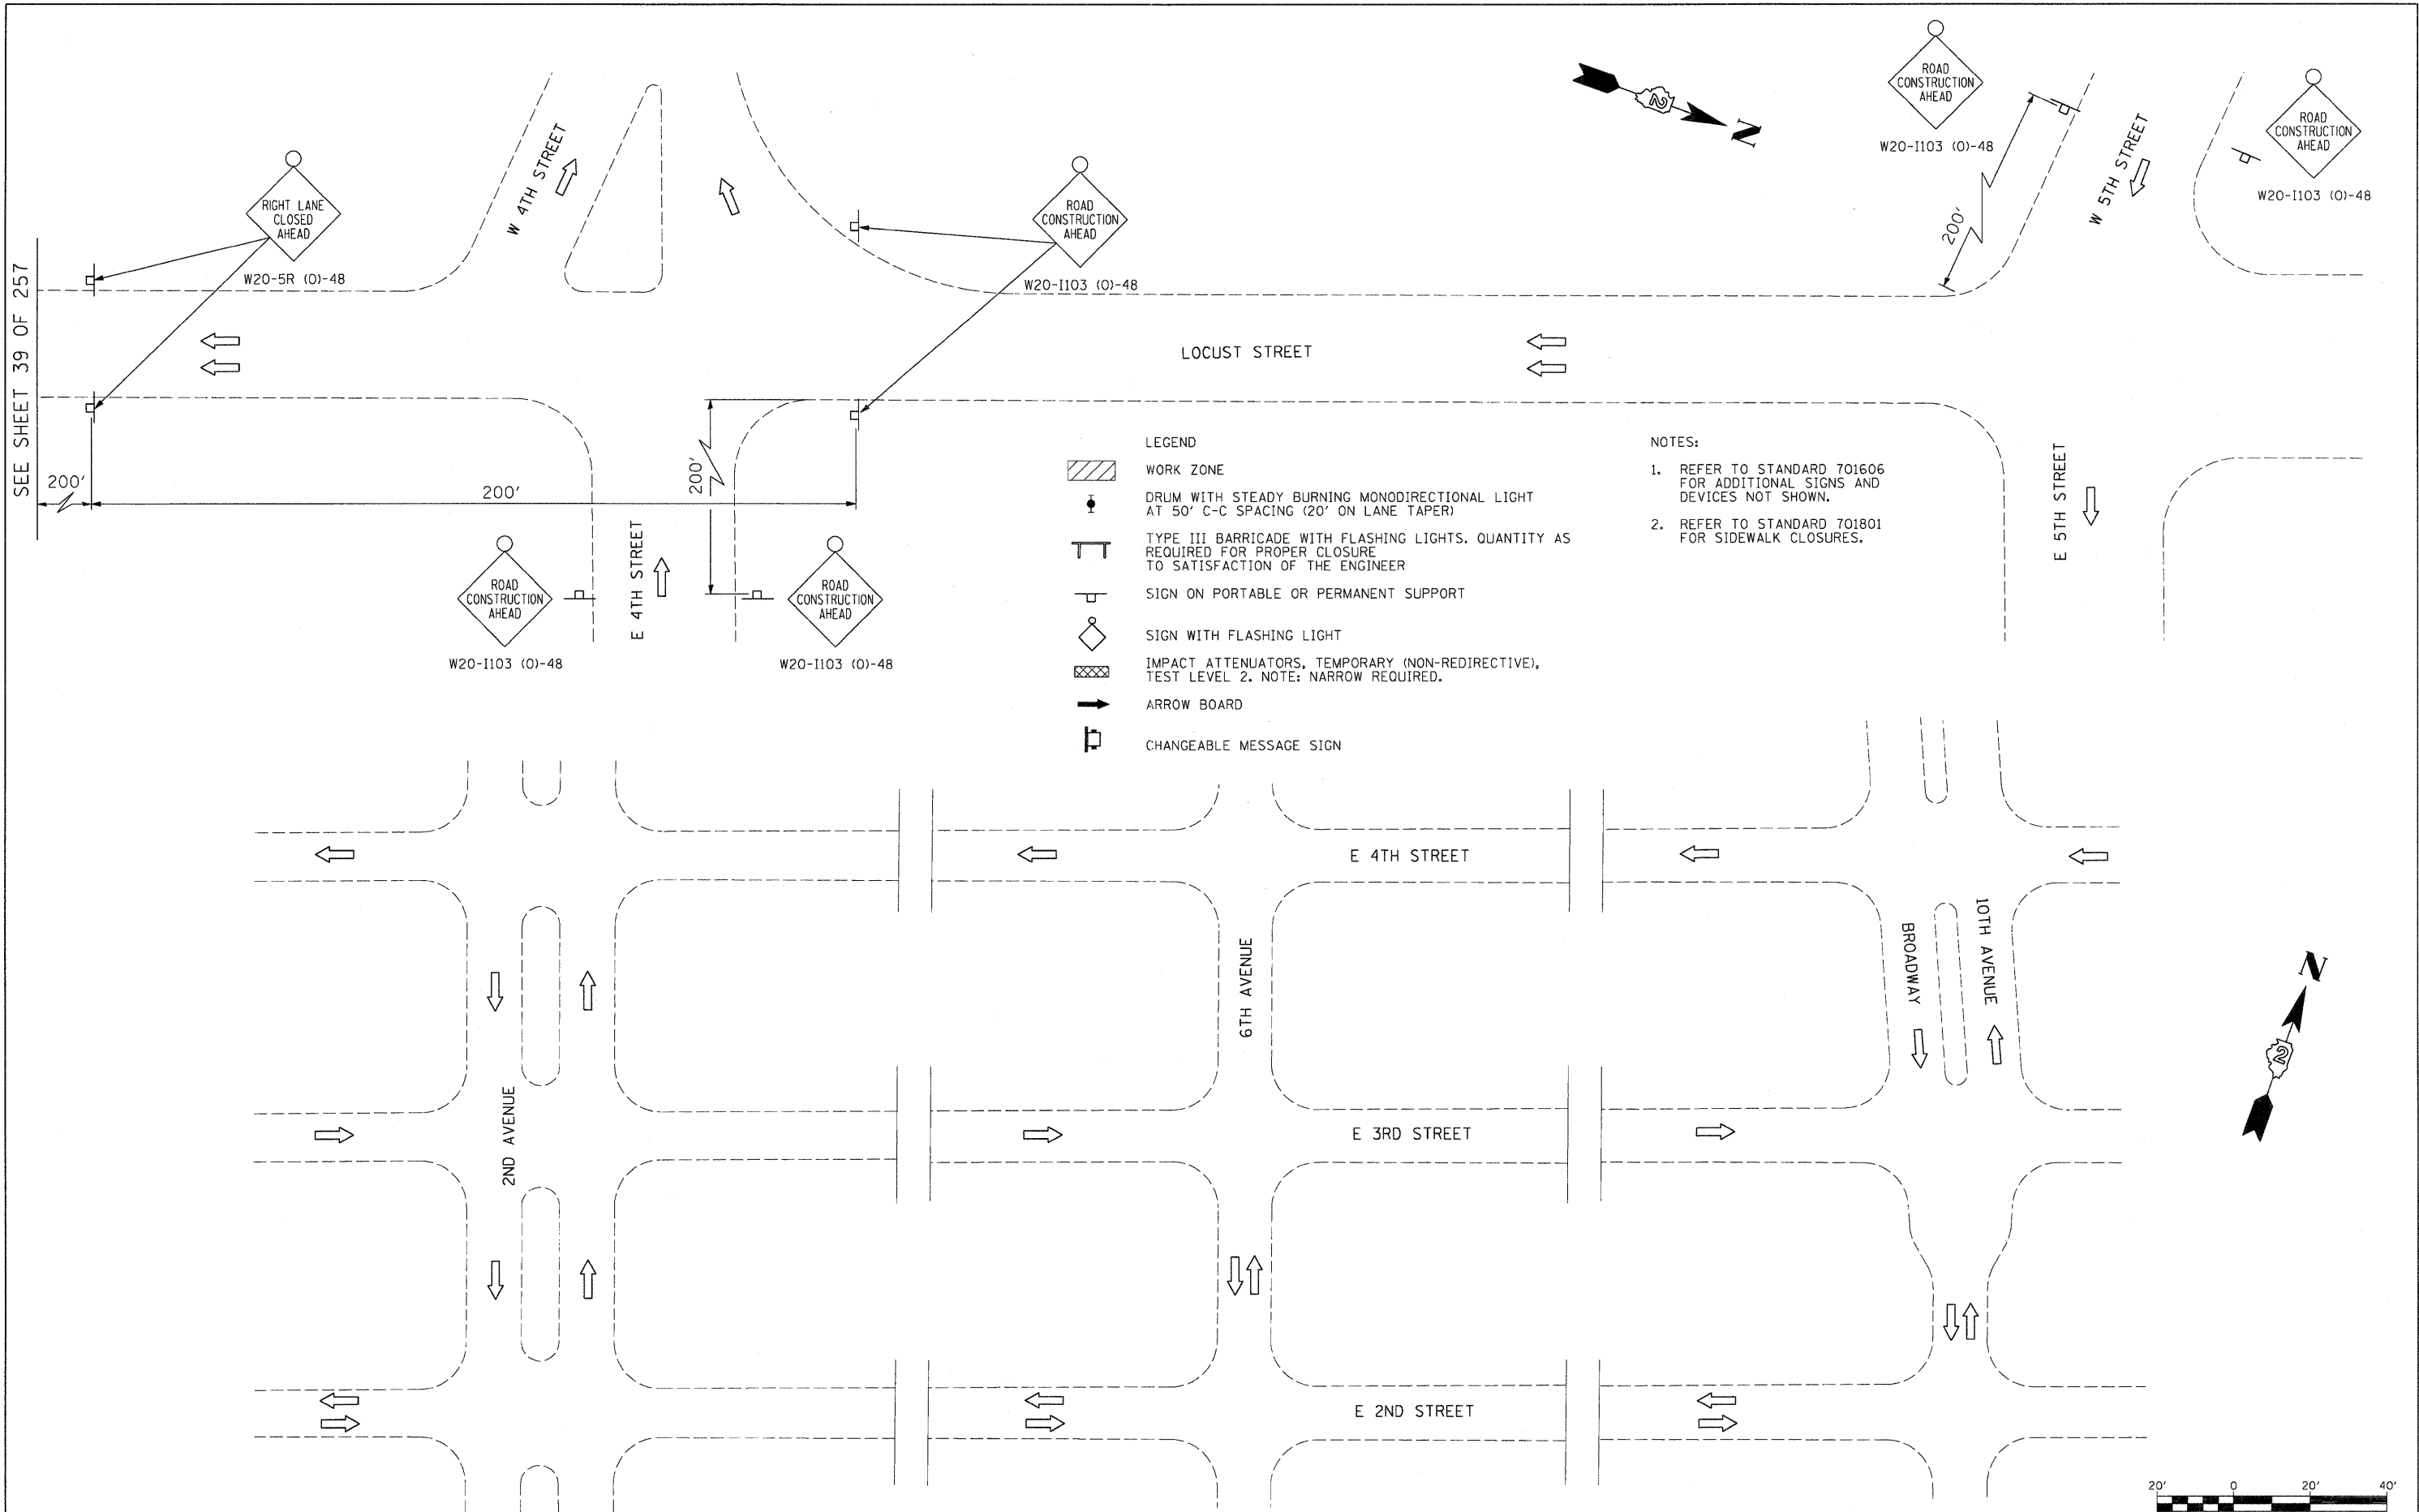 ROAD
CONSTRUCTION
AHEAD
W20-I103 (O)-48
ROAD
CONSTRUCTION
AHEAD
W20-I103 (O)-48
N
2
W 5TH STREET
200'
W 4TH STREET
RIGHT LANE
CLOSED
AHEAD
W20-5R (O)-48
ROAD
CONSTRUCTION
AHEAD
W20-I103 (O)-48
SEE SHEET 39 OF 257
LOCUST STREET
200'
200'
200'
E 4TH STREET
ROAD
CONSTRUCTION
AHEAD
W20-I103 (O)-48
ROAD
CONSTRUCTION
AHEAD
W20-I103 (O)-48
LEGEND
WORK ZONE
DRUM WITH STEADY BURNING MONODIRECTIONAL LIGHT
AT 50' C-C SPACING (20' ON LANE TAPER)
TYPE III BARRICADE WITH FLASHING LIGHTS. QUANTITY AS
REQUIRED FOR PROPER CLOSURE
TO SATISFACTION OF THE ENGINEER
SIGN ON PORTABLE OR PERMANENT SUPPORT
SIGN WITH FLASHING LIGHT
IMPACT ATTENUATORS, TEMPORARY (NON-REDIRECTIVE),
TEST LEVEL 2. NOTE: NARROW REQUIRED.
ARROW BOARD
CHANGEABLE MESSAGE SIGN
NOTES:
1. REFER TO STANDARD 701606
FOR ADDITIONAL SIGNS AND
DEVICES NOT SHOWN.
2. REFER TO STANDARD 701801
FOR SIDEWALK CLOSURES.
E 5TH STREET
E 4TH STREET
6TH AVENUE
BROADWAY
10TH AVENUE
N
2
2ND AVENUE
E 3RD STREET
E 2ND STREET
20' 0 20' 40'